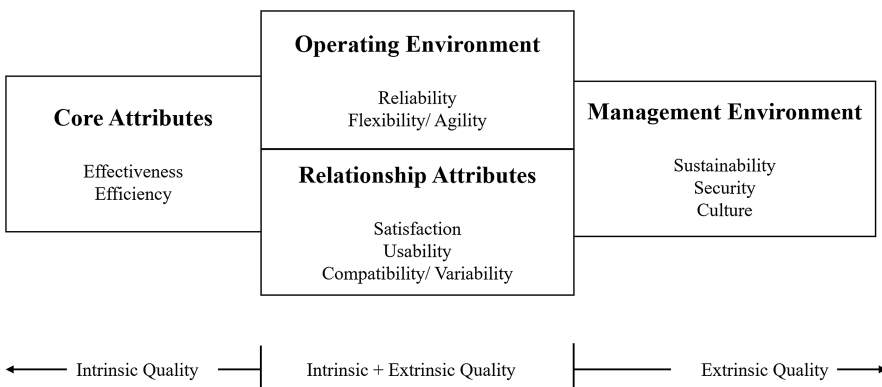 Core Attributes
Effectiveness
Efficiency
Operating Environment
Reliability
Flexibility/ Agility
Relationship Attributes
Satisfaction
Usability
Compatibility/ Variability
Management Environment
Sustainability
Security
Culture
Intrinsic Quality
Intrinsic + Extrinsic Quality
Extrinsic Quality